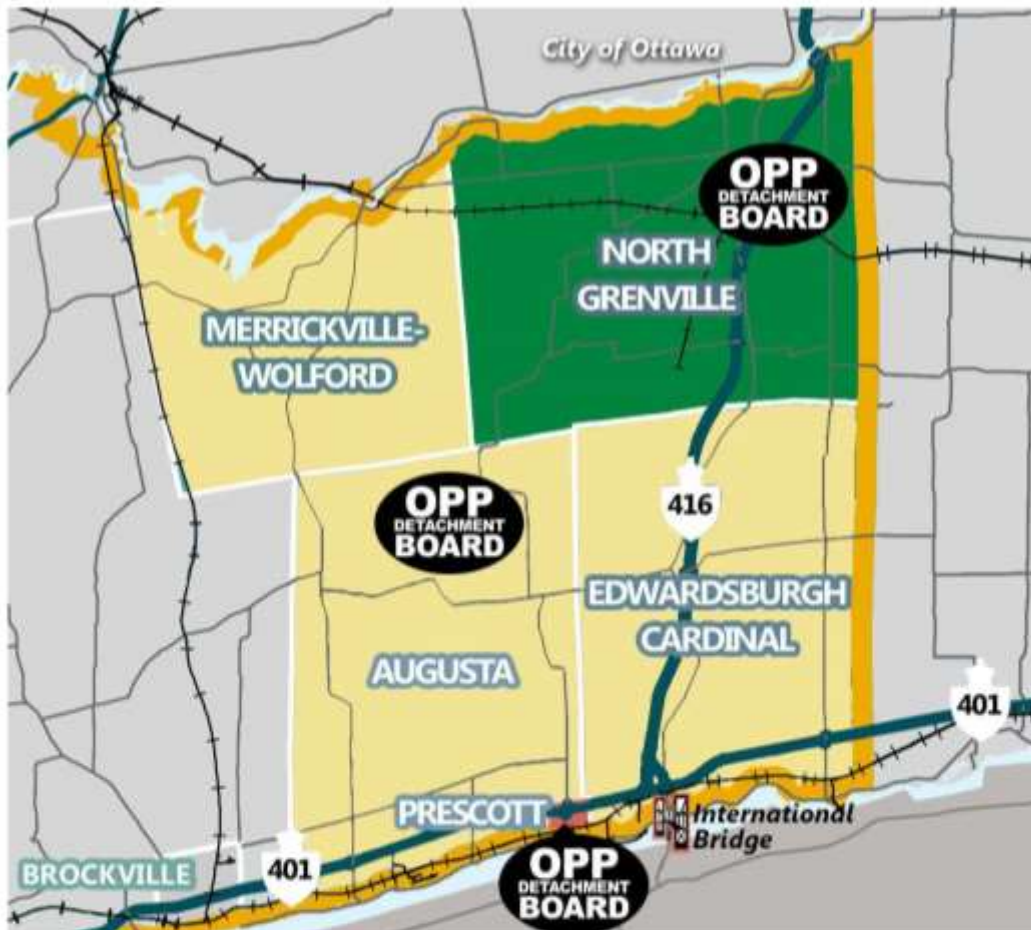 City of Ottawa
OPP
DETACHMENT
BOARD
NORTH
GRENVILLE
MERRICKVILLE-
WOLFORD
OPP
DETACHMENT
BOARD
416
EDWARDSBURGH
CARDINAL
AUGUSTA
401
PRESCOTT
International
Bridge
BROCKVILLE
401
OPP
DETACHMENT
BOARD